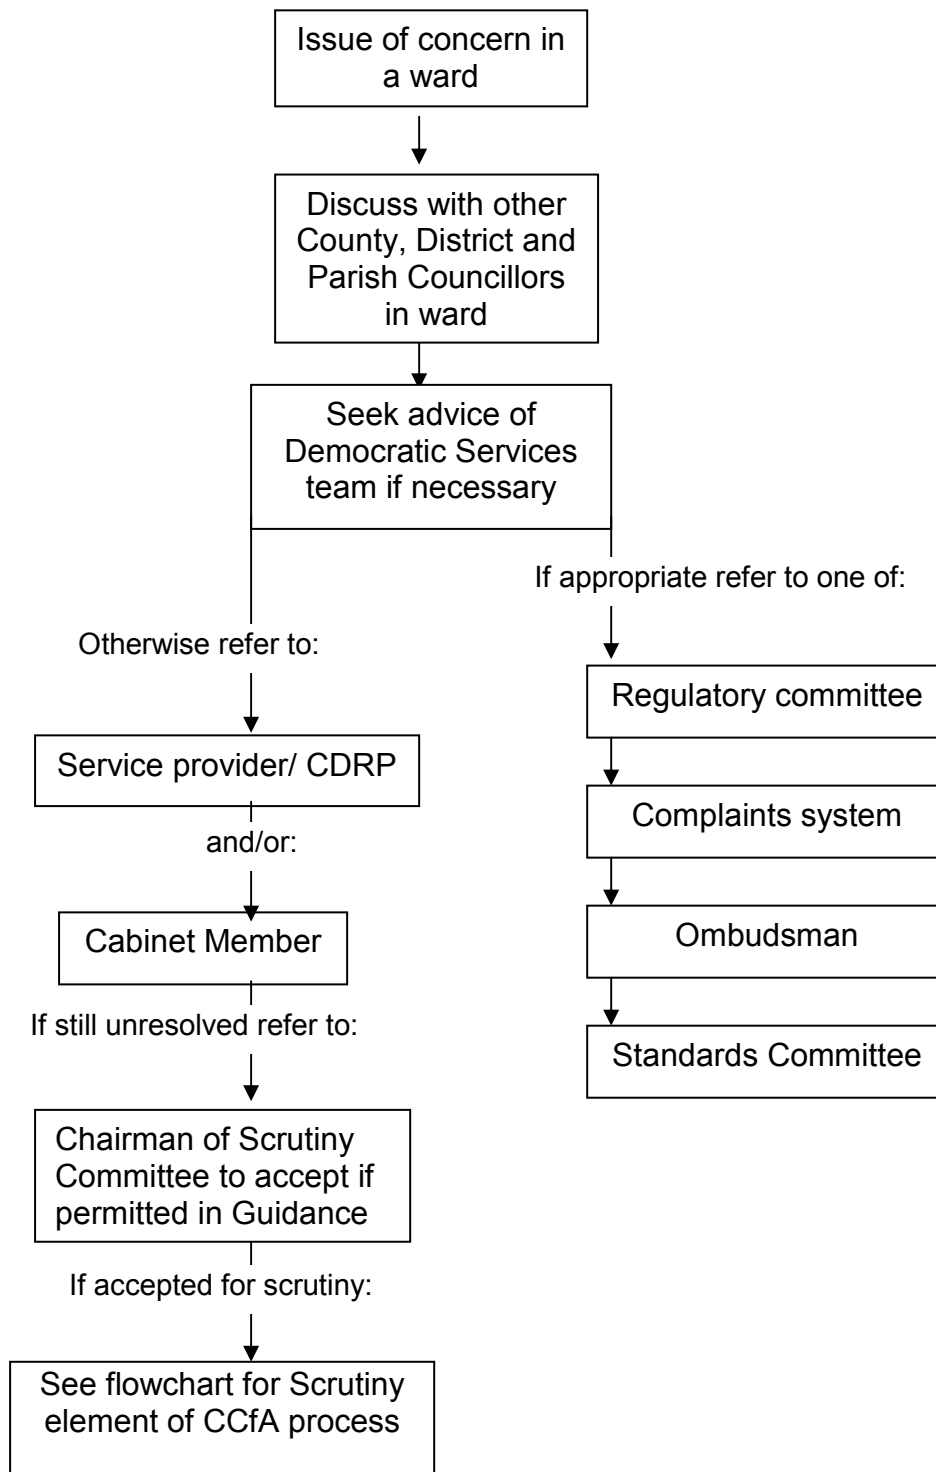 Issue of concern in
a ward
Discuss with other
County, District and
Parish Councillors
in ward
Seek advice of
Democratic Services
team if necessary
If appropriate refer to one of:
Otherwise refer to:
Regulatory committee
Service provider/ CDRP
Complaints system
and/or:
Ombudsman
Cabinet Member
If still unresolved refer to:
Standards Committee
Chairman of Scrutiny
Committee to accept if
permitted in Guidance
If accepted for scrutiny:
See flowchart for Scrutiny
element of CCfA process